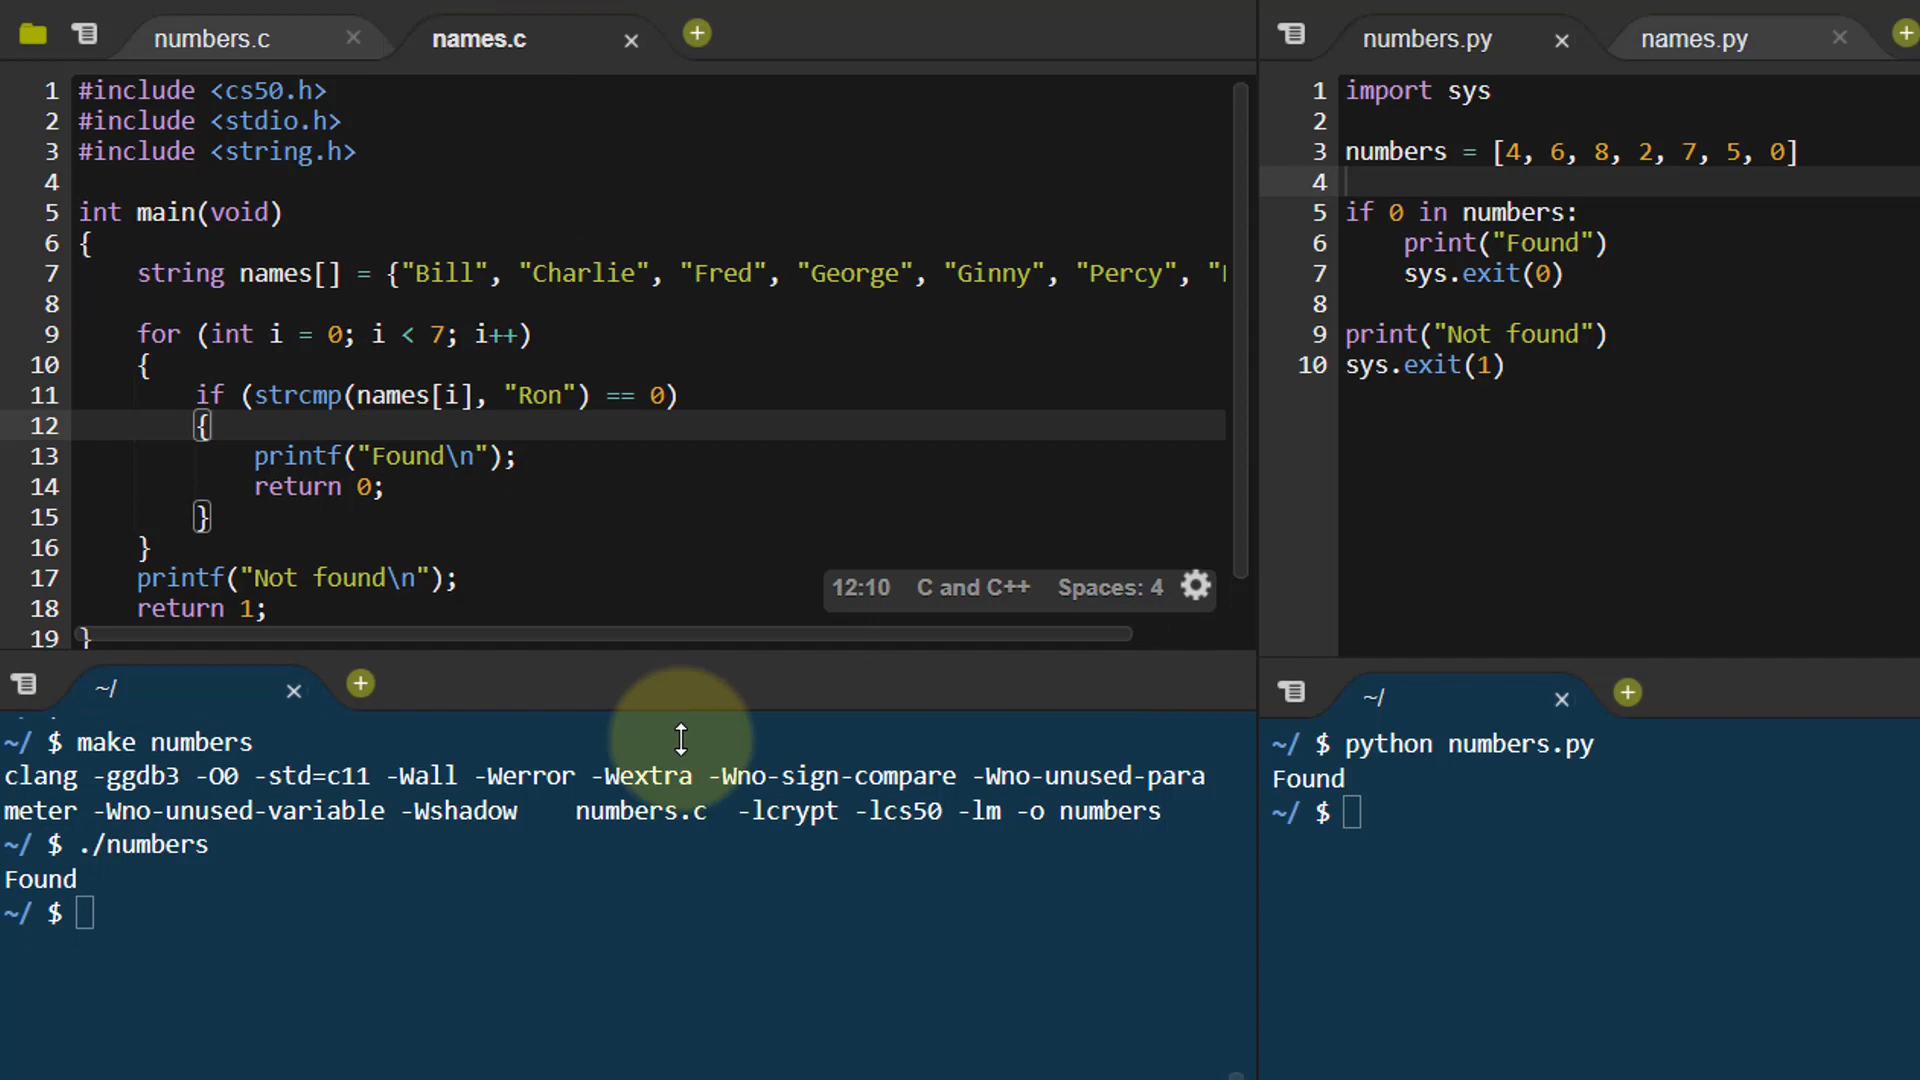 numbers.c
names.c
1 #include <cs50.h>
2 #include <stdio.h>
3 #include <string.h>
4
5 int main(void)
6 {
7     string names[] = {"Bill", "Charlie", "Fred", "George", "Ginny", "Percy", "
8
9     for (int i = 0; i < 7; i++)
10     {
11         if (strcmp(names[i], "Ron") == 0)
12         {
13             printf("Found\n");
14             return 0;
15         }
16     }
17     printf("Not found\n");
18     return 1;
19 }
12:10 C and C++ Spaces: 4
~/
~/ $ make numbers
clang -ggdb3 -O0 -std=c11 -Wall -Werror -Wextra -Wno-sign-compare -Wno-unused-para
meter -Wno-unused-variable -Wshadow    numbers.c  -lcrypt -lcs50 -lm -o numbers
~/ $ ./numbers
Found
~/ $
numbers.py
names.py
1 import sys
2
3 numbers = [4, 6, 8, 2, 7, 5, 0]
4
5 if 0 in numbers:
6     print("Found")
7     sys.exit(0)
8
9 print("Not found")
10 sys.exit(1)
~/
~/ $ python numbers.py
Found
~/ $